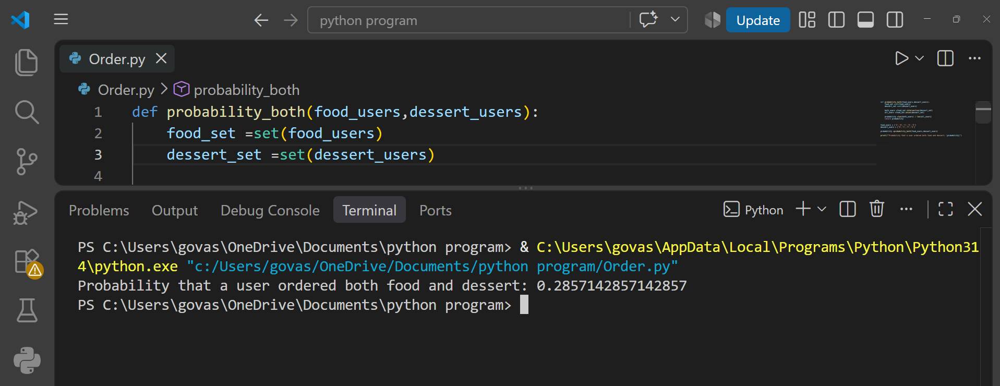 python program
Update
Order.py
Order.py > probability_both
1 def probability_both(food_users,dessert_users):
2 food_set =set(food_users)
3 dessert_set =set(dessert_users)
4
Problems Output Debug Console Terminal Ports Python
PS C:\Users\govas\OneDrive\Documents\python program> & C:\Users\govas\AppData\Local\Programs\Python\Python31
4\python.exe "c:/Users/govas/OneDrive/Documents/python program/Order.py"
Probability that a user ordered both food and dessert: 0.2857142857142857
PS C:\Users\govas\OneDrive\Documents\python program>